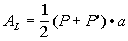 A_L = 1/2 (P + P') • a